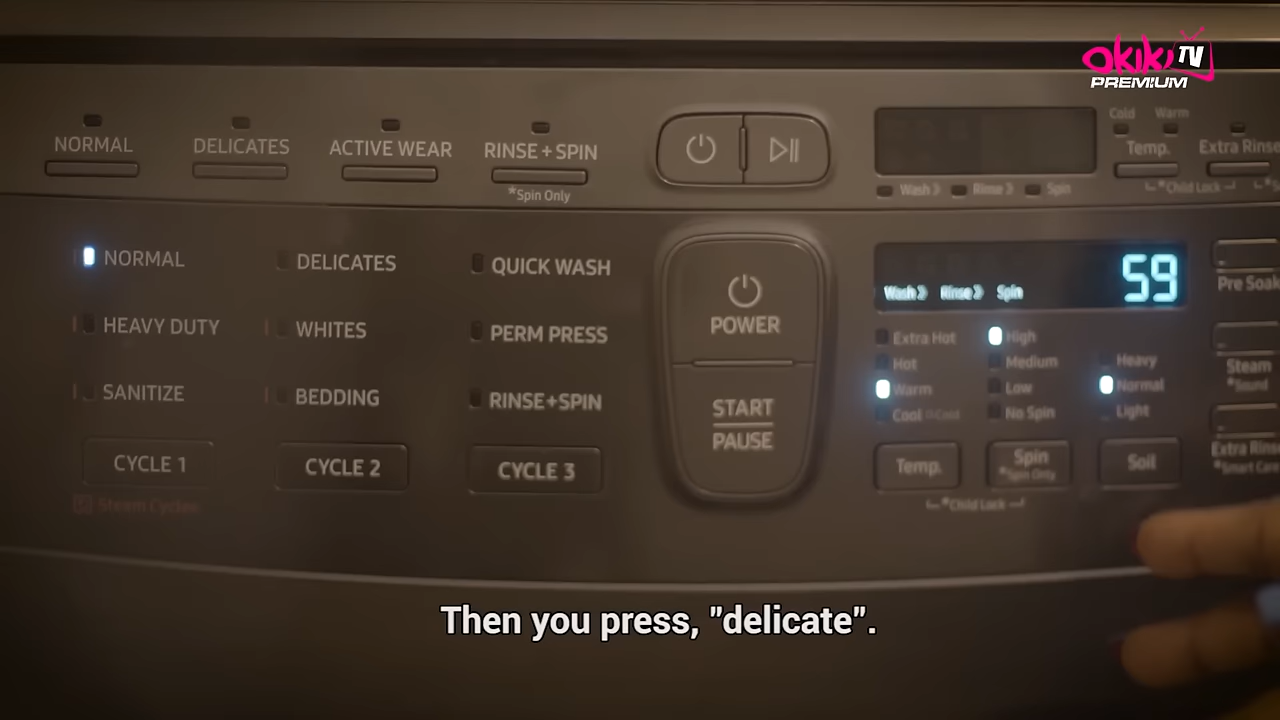 OKIKI TV
PREMIUM
NORMAL
DELICATES
ACTIVE WEAR
RINSE + SPIN
*Spin Only
Cold
Warm
Temp.
Extra Rinse
Wash
Rinse
Spin
*Child Lock
NORMAL
DELICATES
QUICK WASH
HEAVY DUTY
WHITES
PERM PRESS
SANITIZE
BEDDING
RINSE+SPIN
CYCLE 1
CYCLE 2
CYCLE 3
Steam Cycles
POWER
START
PAUSE
Wash Rinse Spin
59
Extra Hot
High
Hot
Medium
Heavy
Warm
Low
Normal
Cool
No Spin
Light
Temp.
Spin
*Spin Only
Soil
*Child Lock
Pre Soak
Steam
*Sound
Extra Rins
*Smart Care
Then you press, "delicate".